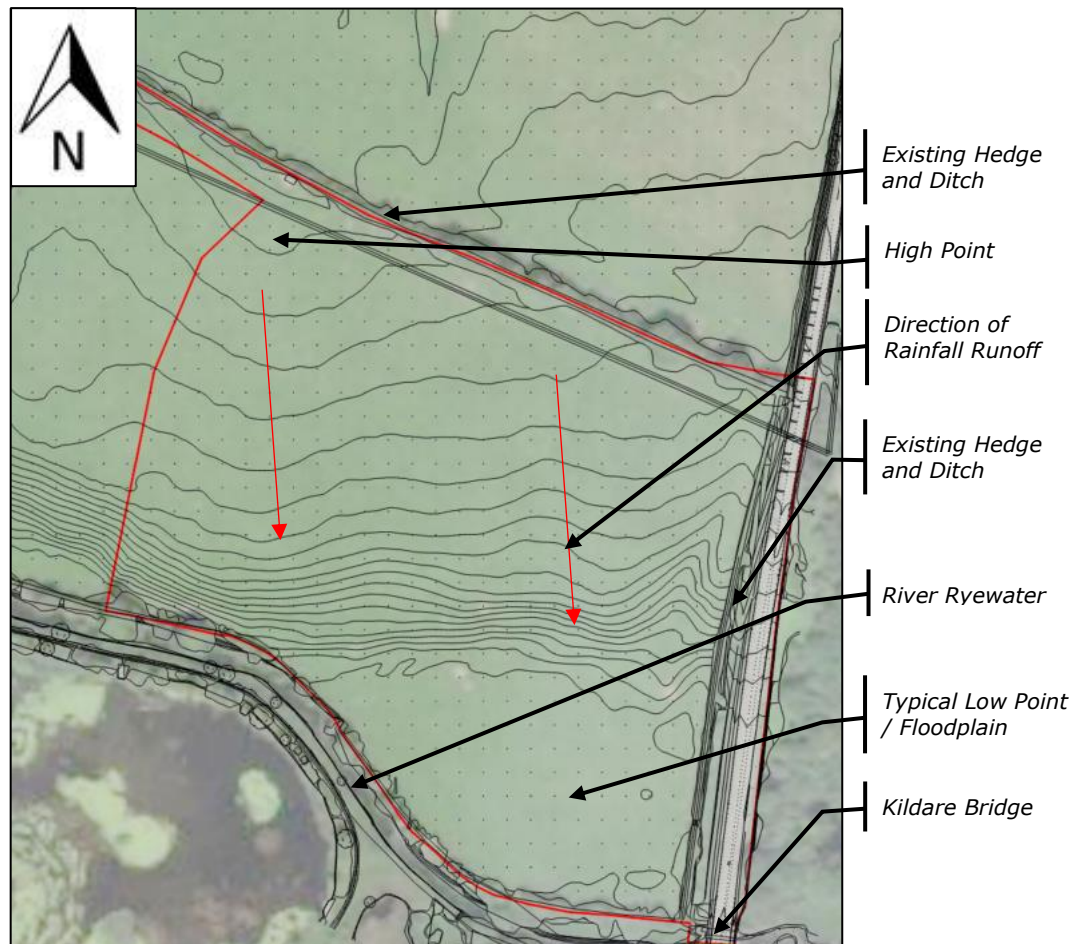 N
Existing Hedge
and Ditch
High Point
Direction of
Rainfall Runoff
Existing Hedge
and Ditch
River Ryewater
Typical Low Point
/ Floodplain
Kildare Bridge